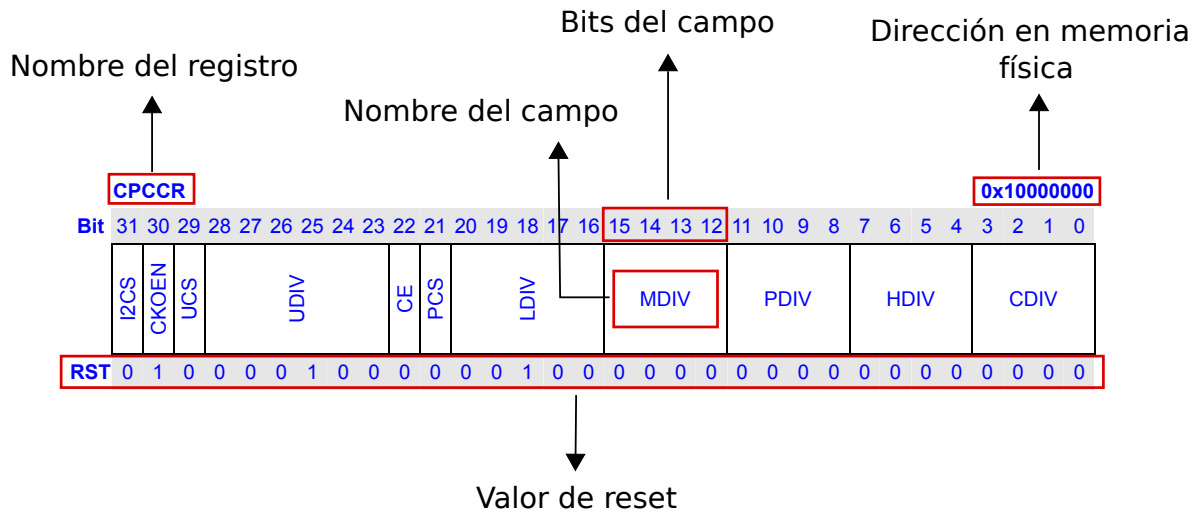 Bits del campo
Dirección en memoria
física
Nombre del registro
Nombre del campo
CPCCR 0x10000000
Bit 31 30 29 28 27 26 25 24 23 22 21 20 19 18 17 16 15 14 13 12 11 10 9 8 7 6 5 4 3 2 1 0
I2CS CKOEN UCS UDIV CE PCS LDIV MDIV PDIV HDIV CDIV
RST 0 1 0 0 0 0 1 0 0 0 0 0 0 1 0 0 0 0 0 0 0 0 0 0 0 0 0 0 0 0 0 0
Valor de reset